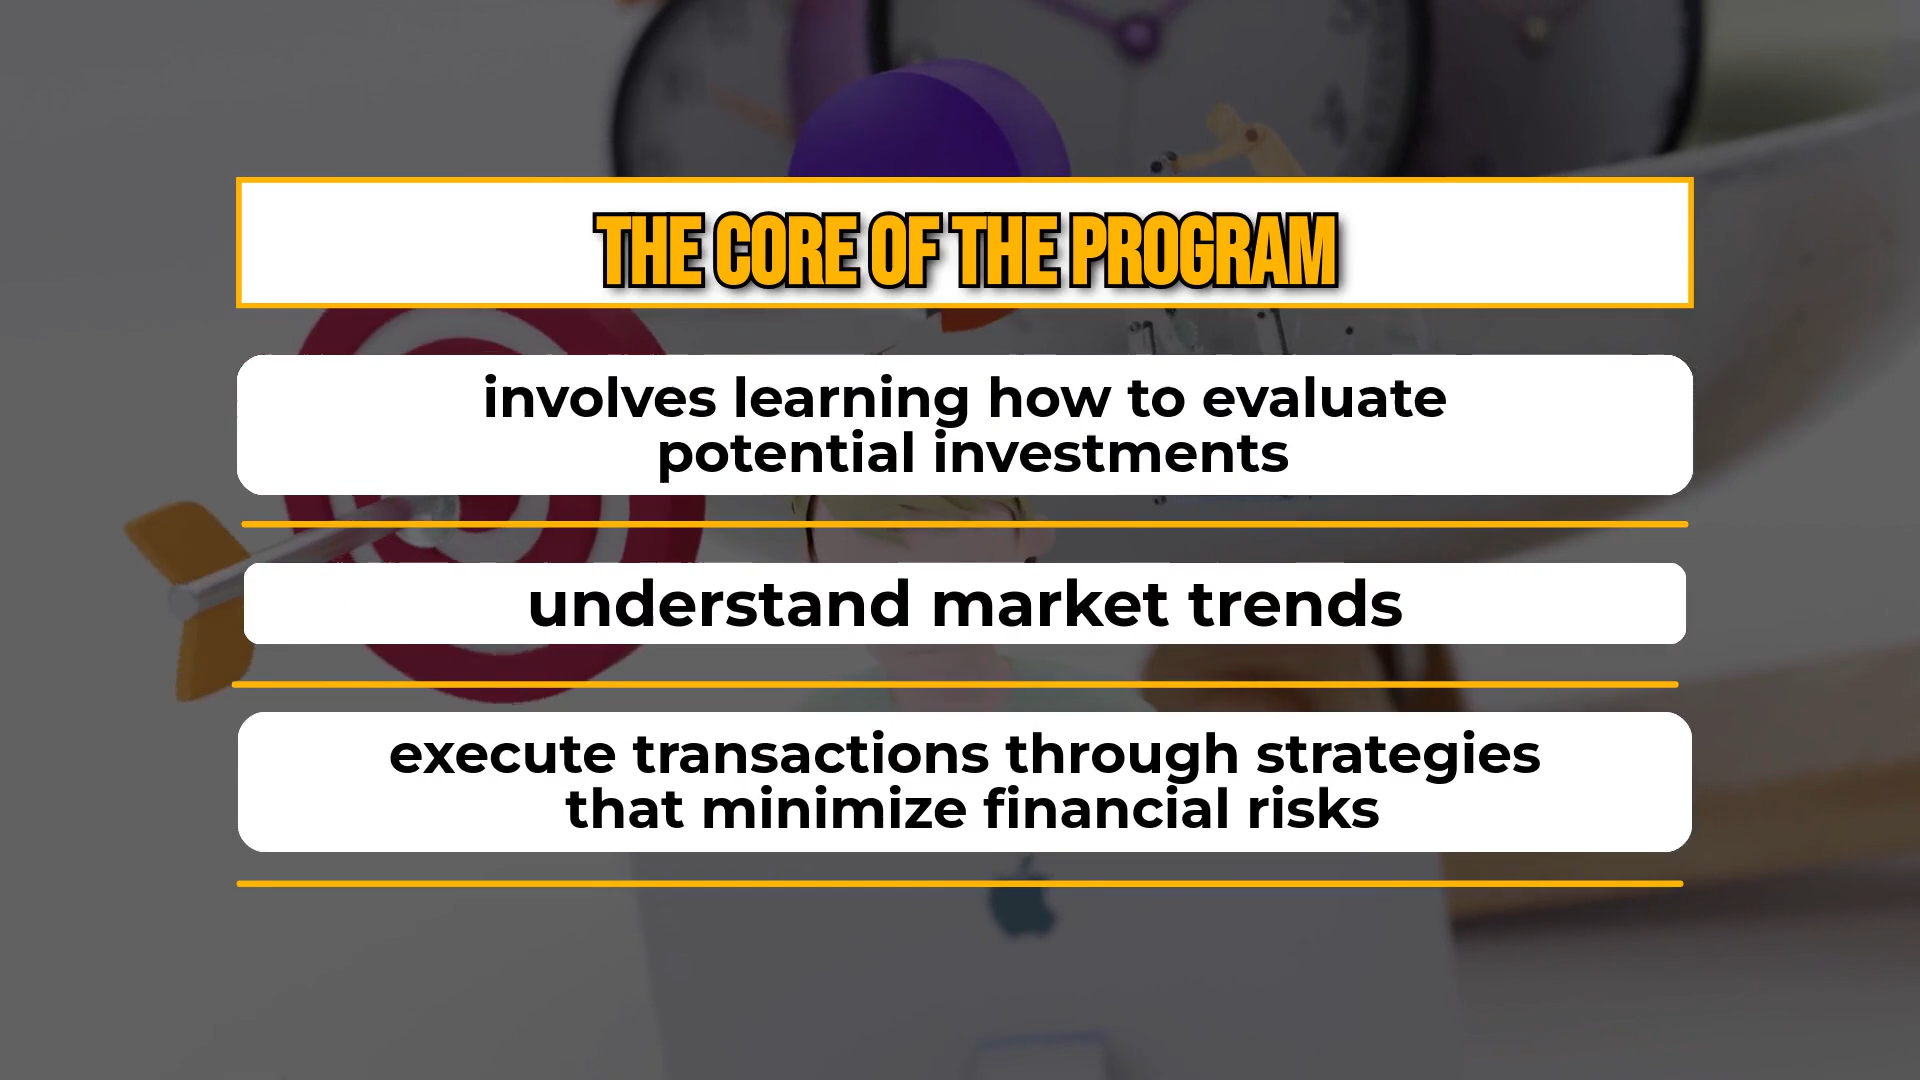 THE CORE OF THE PROGRAM
involves learning how to evaluate
potential investments
understand market trends
execute transactions through strategies
that minimize financial risks